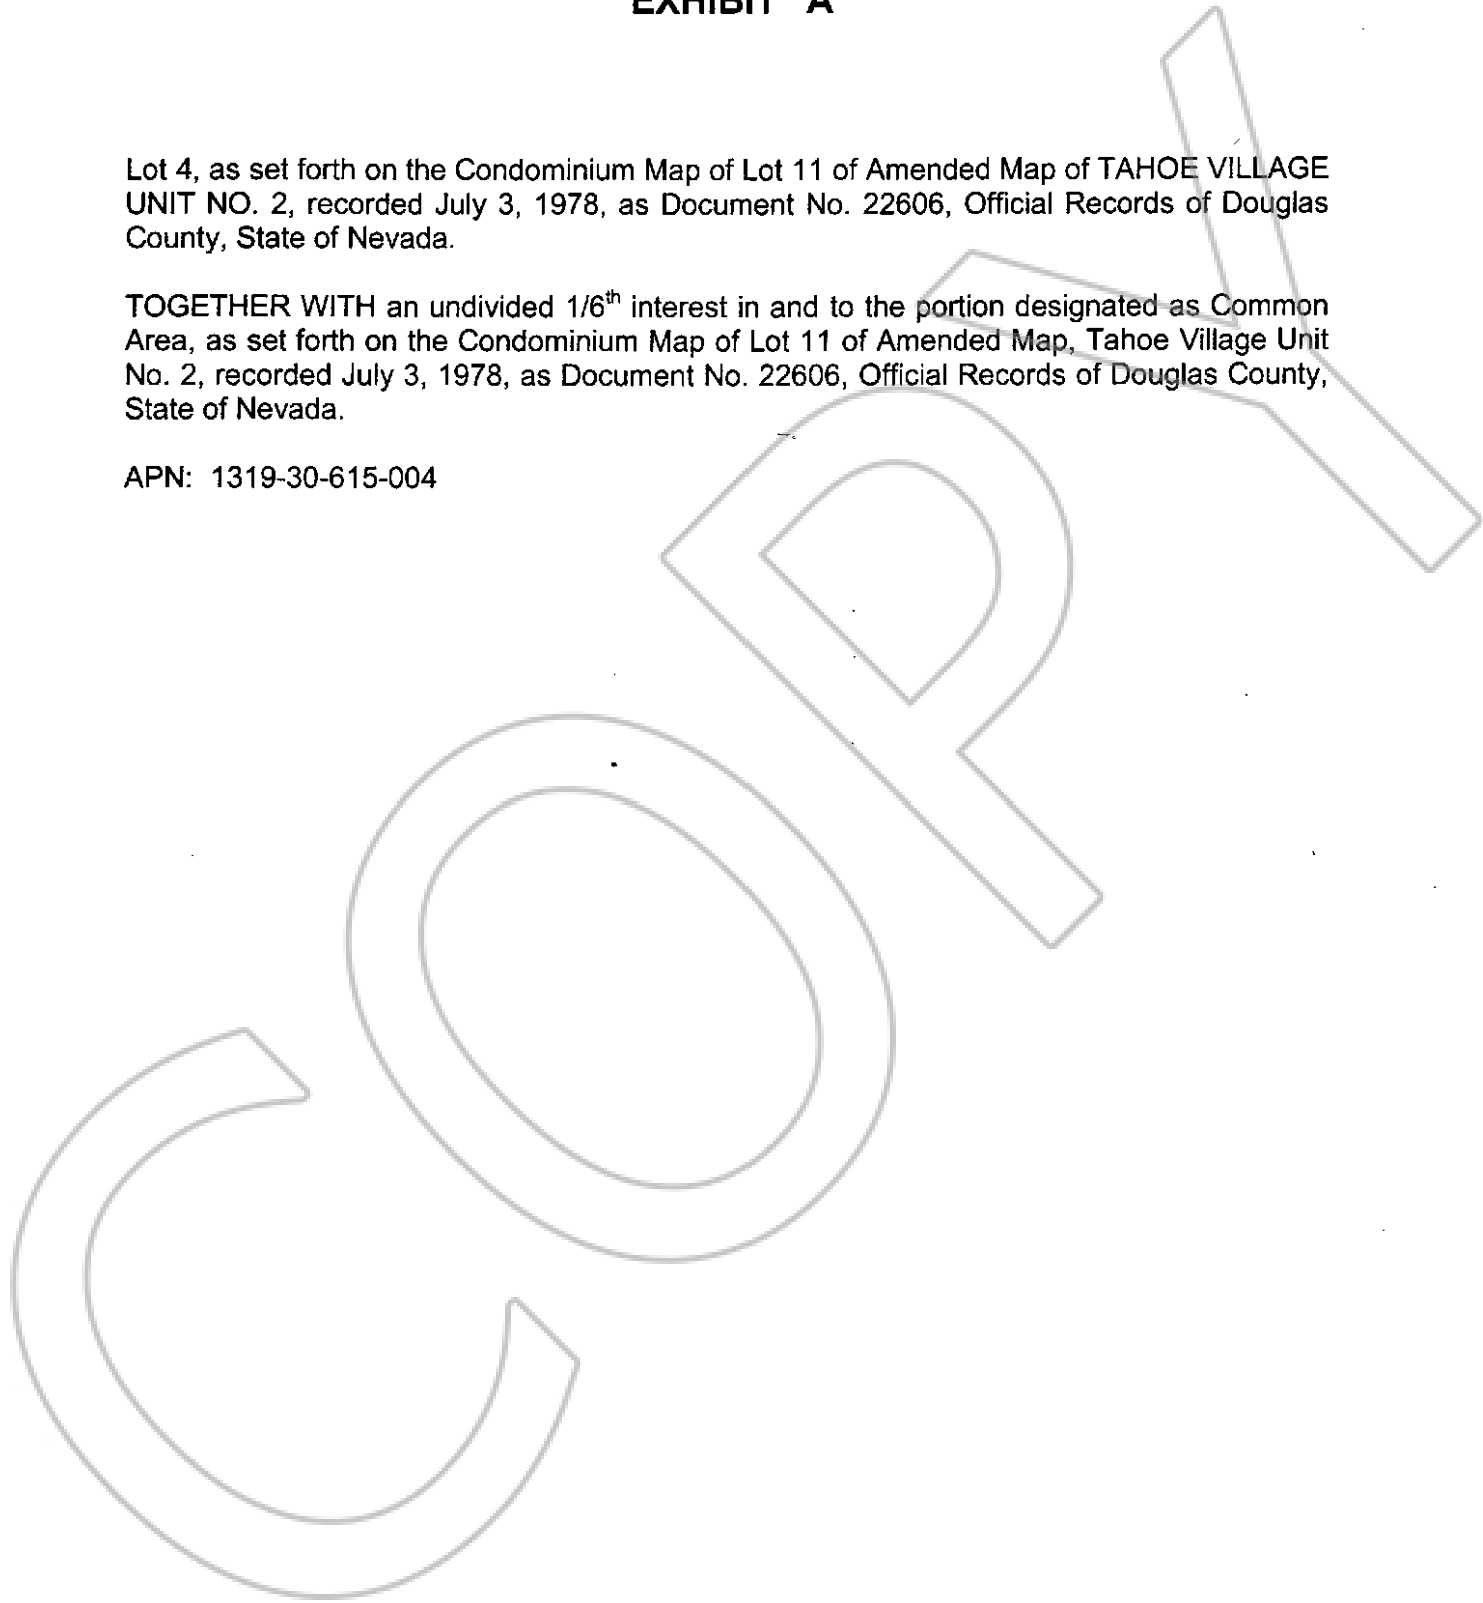 EXHIBIT "A"
Lot 4, as set forth on the Condominium Map of Lot 11 of Amended Map of TAHOE VILLAGE
UNIT NO. 2, recorded July 3, 1978, as Document No. 22606, Official Records of Douglas
County, State of Nevada.
TOGETHER WITH an undivided 1/6th interest in and to the portion designated as Common
Area, as set forth on the Condominium Map of Lot 11 of Amended Map, Tahoe Village Unit
No. 2, recorded July 3, 1978, as Document No. 22606, Official Records of Douglas County,
State of Nevada.
APN: 1319-30-615-004
COPY